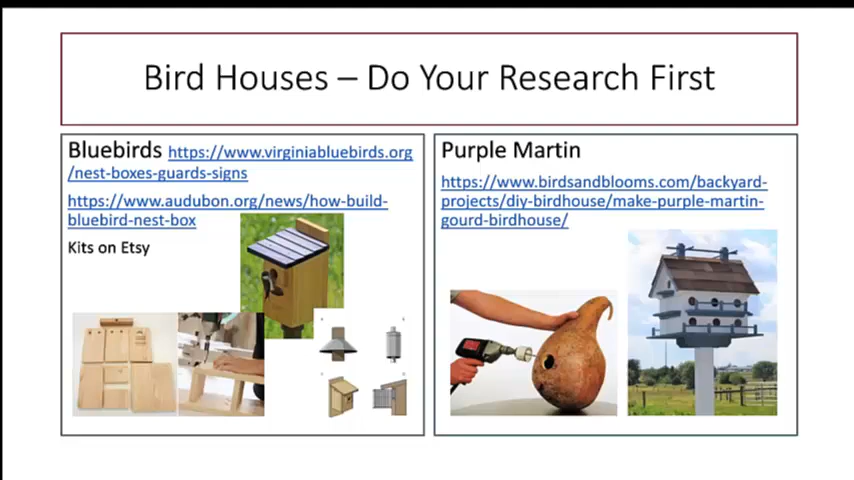 Bird Houses – Do Your Research First
Bluebirds https://www.virginiabluebirds.org
/nest-boxes-guards-signs
https://www.audubon.org/news/how-build-
bluebird-nest-box
Kits on Etsy
Purple Martin
https://www.birdsandblooms.com/backyard-
projects/diy-birdhouse/make-purple-martin-
gourd-birdhouse/